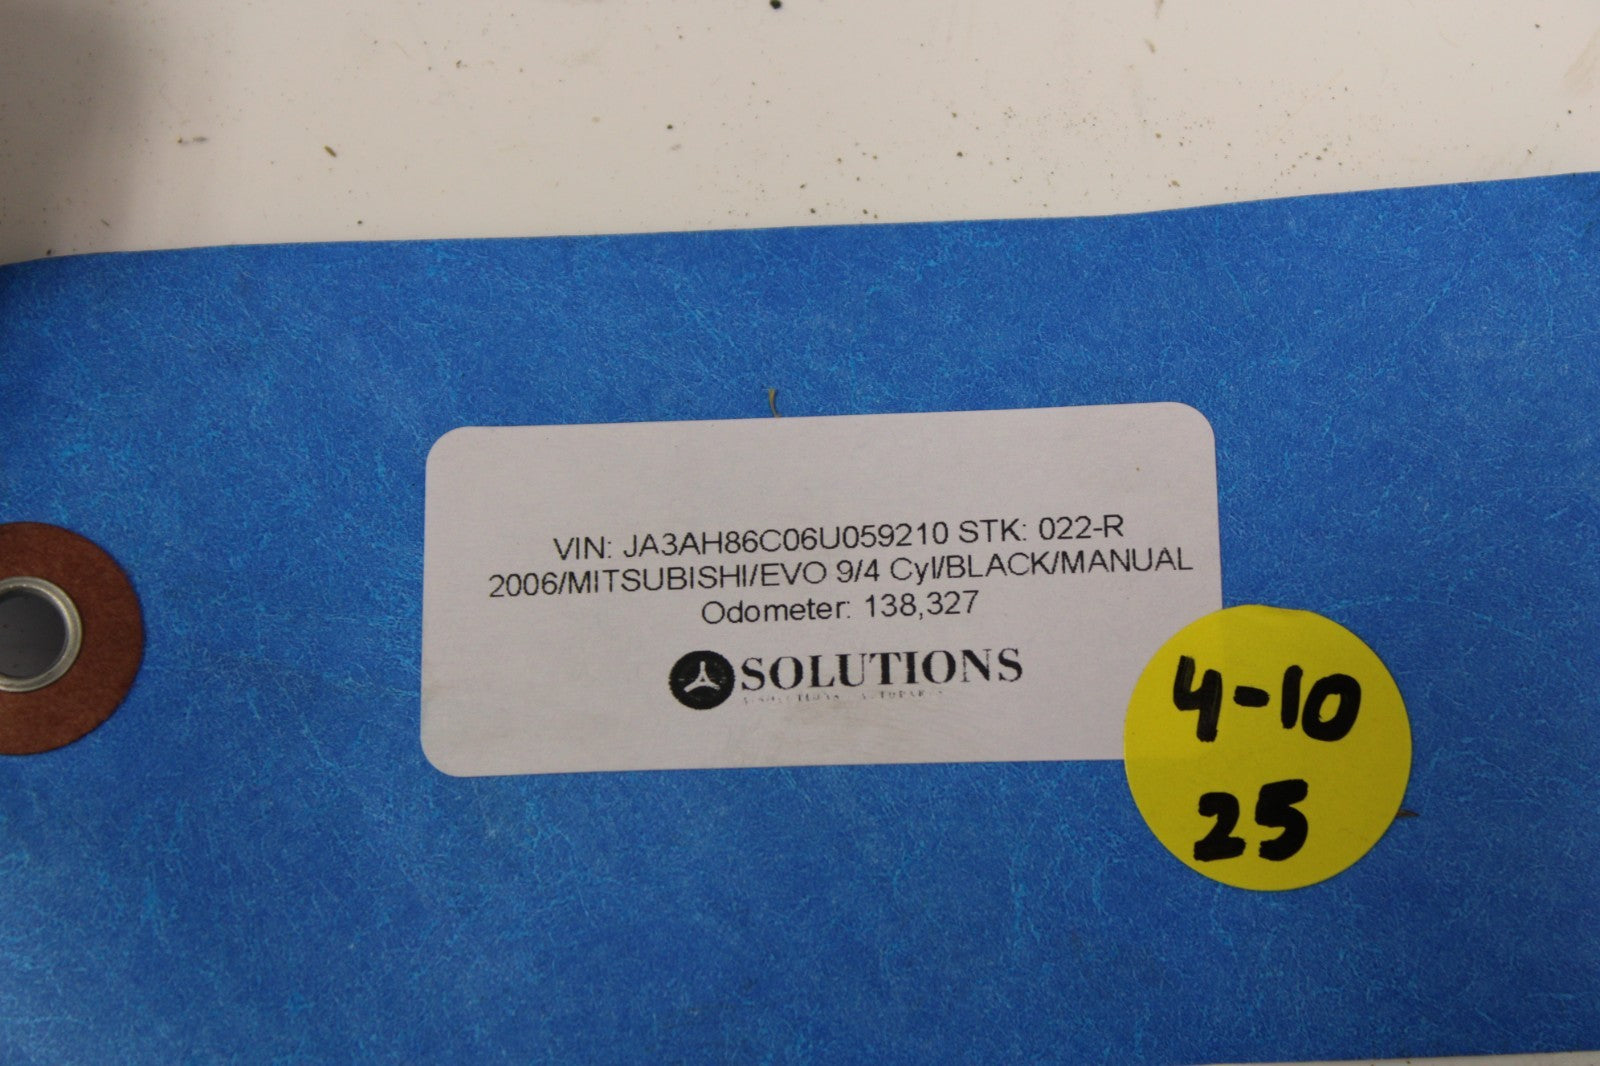 VIN: JA3AH86C06U059210 STK: 022-R
2006/MITSUBISHI/EVO 9/4 Cyl/BLACK/MANUAL
Odometer: 138,327
SOLUTIONS
4-10
25